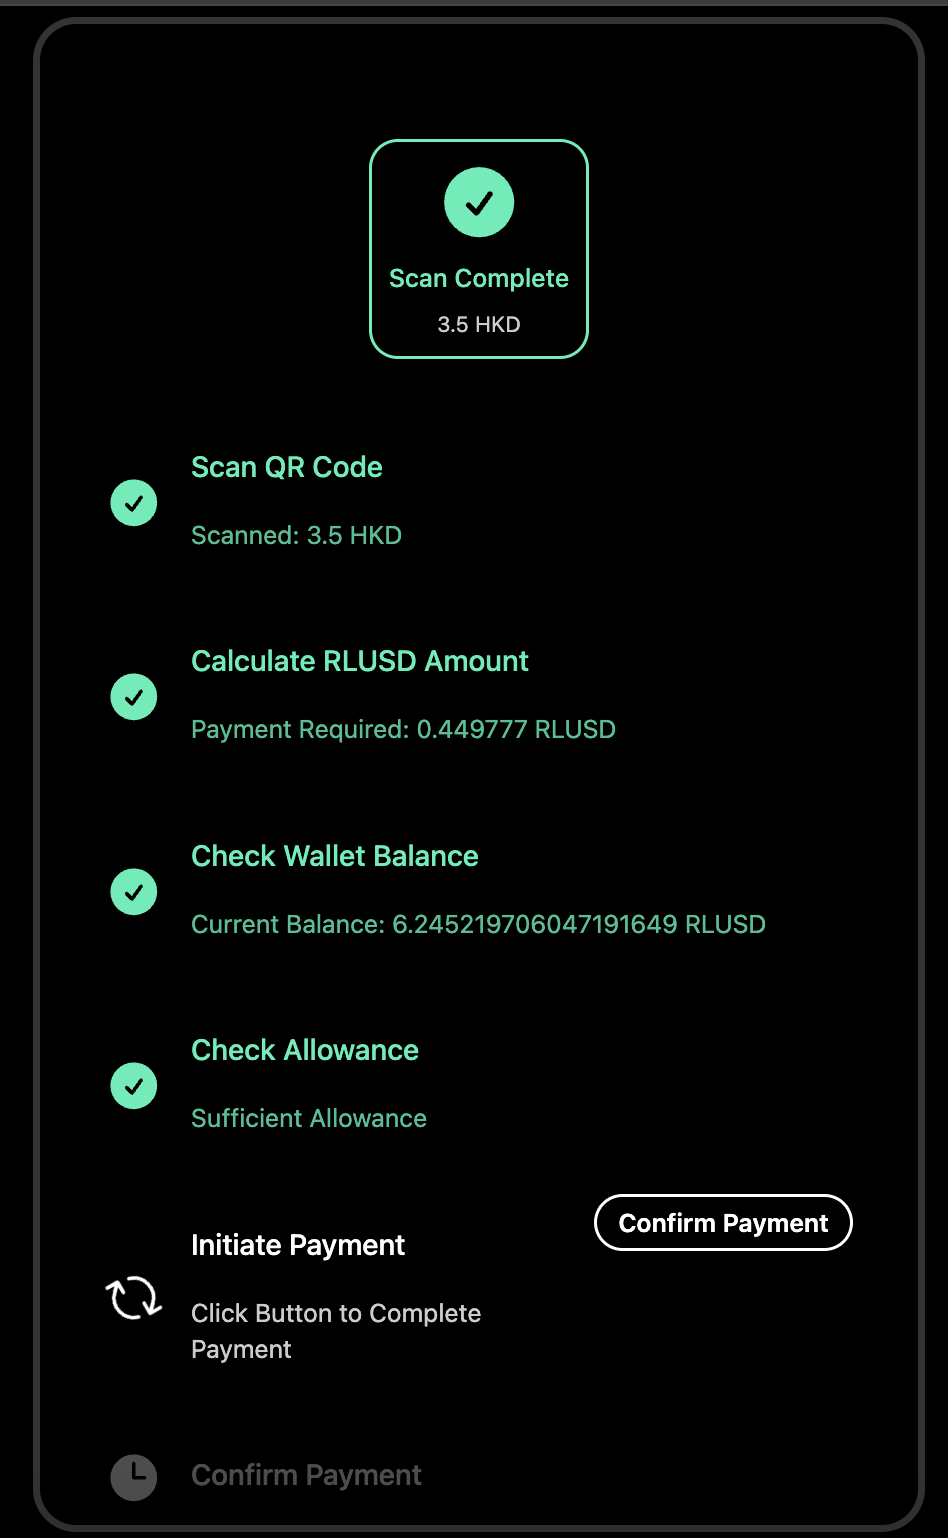 Scan Complete
3.5 HKD
Scan QR Code
Scanned: 3.5 HKD
Calculate RLUSD Amount
Payment Required: 0.449777 RLUSD
Check Wallet Balance
Current Balance: 6.245219706047191649 RLUSD
Check Allowance
Sufficient Allowance
Initiate Payment
Confirm Payment
Click Button to Complete
Payment
Confirm Payment